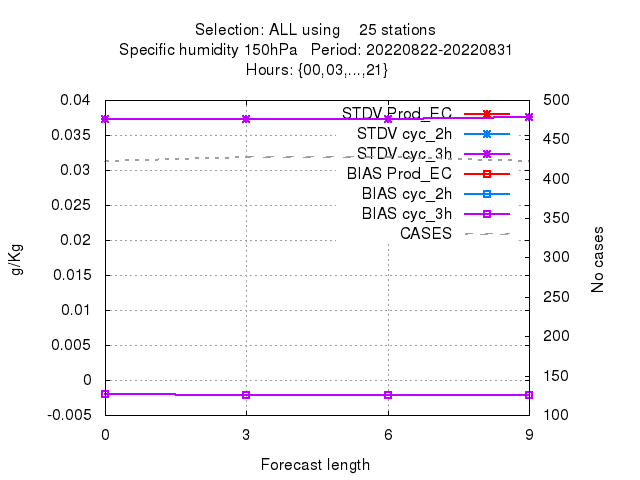 Selection: ALL using 25 stations
Specific humidity 150hPa Period: 20220822-20220831
Hours: {00,03,...,21}
0.04
0.035
0.03
0.025
0.02
0.015
0.01
0.005
0
-0.005
g/Kg
STDV Prod_EC
STDV cyc_2h
STDV cyc_3h
BIAS Prod_EC
BIAS cyc_2h
BIAS cyc_3h
CASES
500
450
400
350
300
250
200
150
100
No cases
0 3 6 9
Forecast length